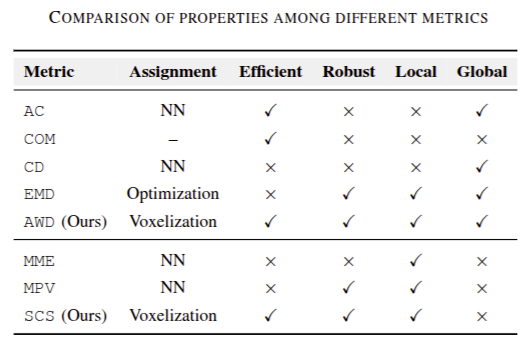 COMPARISON OF PROPERTIES AMONG DIFFERENT METRICS
Metric Assignment Efficient Robust Local Global
AC NN ✓ × × ✓
COM – ✓ × × ×
CD NN × × × ✓
EMD Optimization × ✓ ✓ ✓
AWD (Ours) Voxelization ✓ ✓ ✓ ✓
MME NN × × ✓ ×
MPV NN × ✓ ✓ ×
SCS (Ours) Voxelization ✓ ✓ ✓ ×